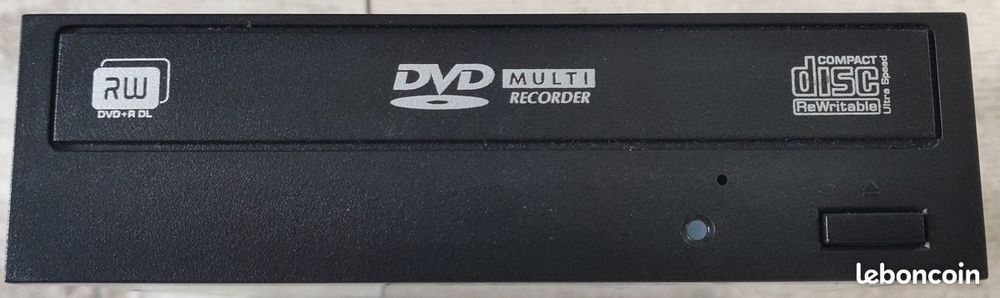 RW
DVD+R DL
DVD MULTI
RECORDER
COMPACT
disc
ReWritable
Ultra Speed
leboncoin